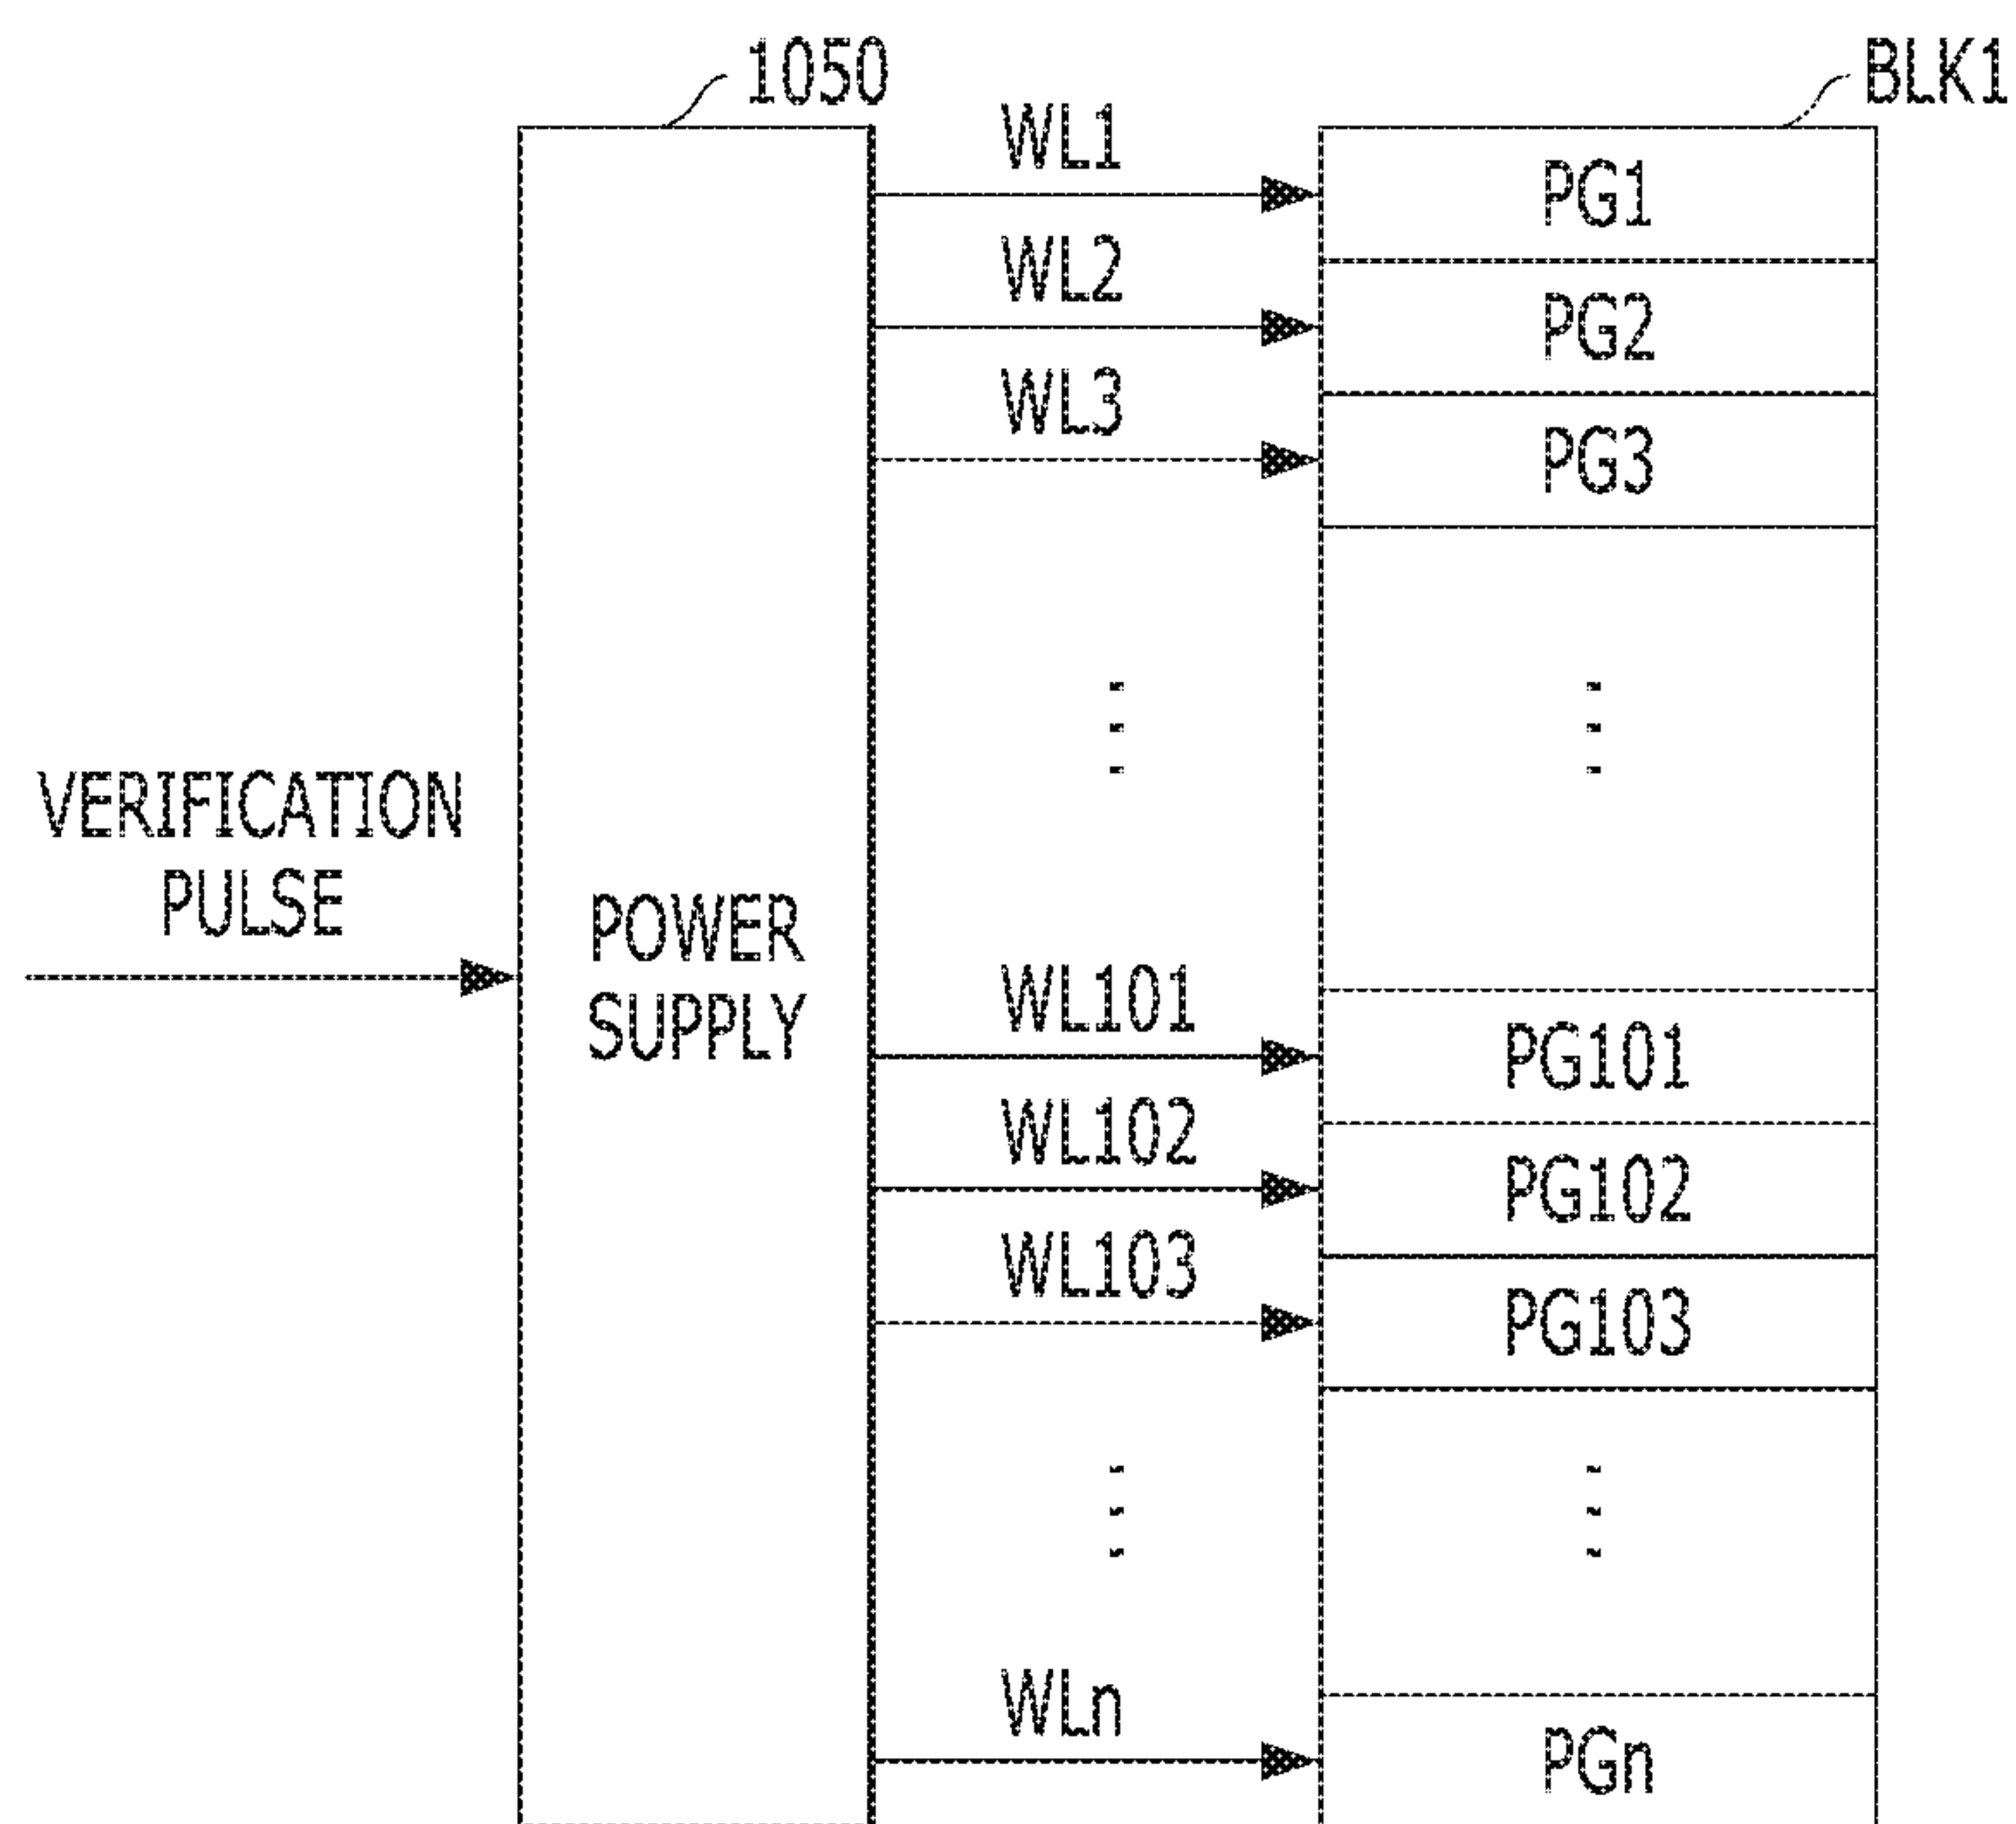 1050
BLK1
WL1
PG1
WL2
PG2
WL3
PG3
VERIFICATION
PULSE
POWER
SUPPLY
WL101
PG101
WL102
PG102
WL103
PG103
WLn
PGn